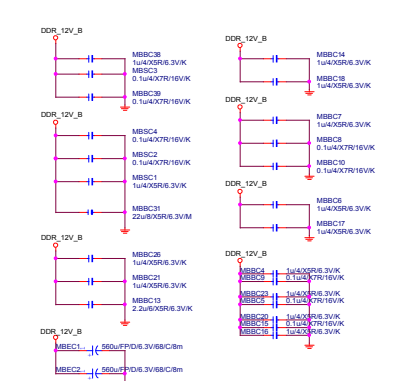 DDR_12V_B
MBBC38
1u/4/X5R/6.3V/K
MBSC3
0.1u/4/X7R/16V/K
MBBC39
0.1u/4/X7R/16V/K
DDR_12V_B
MBSC4
0.1u/4/X7R/16V/K
MBSC2
0.1u/4/X7R/16V/K
MBSC1
1u/4/X5R/6.3V/K
MBBC31
22u/8/X5R/6.3V/M
DDR_12V_B
MBBC26
1u/4/X5R/6.3V/K
MBBC21
1u/4/X5R/6.3V/K
MBBC13
2.2u/6/X5R/6.3V/K
DDR_12V_B
MBEC1.. 560u/FP/D/6.3V/68/C/8m
MBEC2.. 560u/FP/D/6.3V/68/C/8m
DDR_12V_B
MBBC14
1u/4/X5R/6.3V/K
MBBC18
1u/4/X5R/6.3V/K
DDR_12V_B
MBBC7
1u/4/X5R/6.3V/K
MBBC8
0.1u/4/X7R/16V/K
MBBC10
0.1u/4/X7R/16V/K
DDR_12V_B
MBBC6
1u/4/X5R/6.3V/K
MBBC17
1u/4/X5R/6.3V/K
DDR_12V_B
MBBC4 1u/4/X5R/6.3V/K
MBBC9 0.1u/4/X7R/16V/K
MBBC23 1u/4/X5R/6.3V/K
MBBC5 0.1u/4/X7R/16V/K
MBBC20 1u/4/X5R/6.3V/K
MBBC15 0.1u/4/X7R/16V/K
MBBC16 1u/4/X5R/6.3V/K